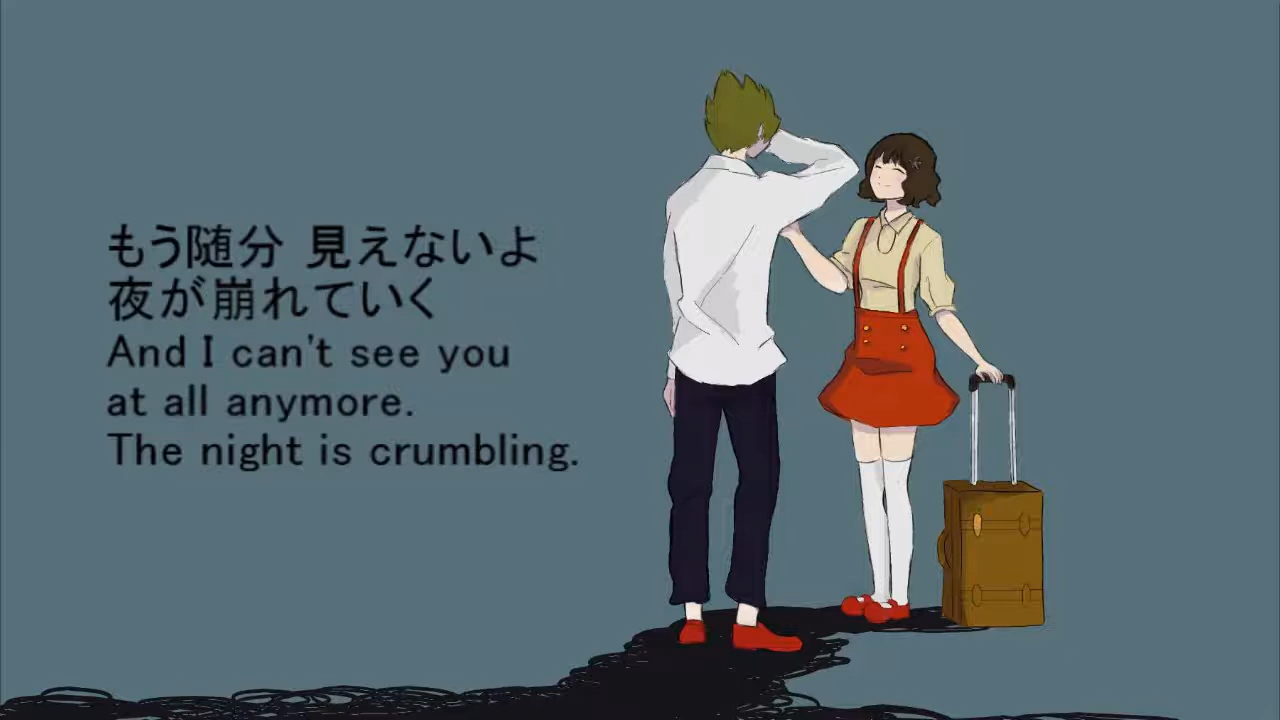 もう随分 見えないよ
夜が崩れていく
And I can't see you
at all anymore.
The night is crumbling.